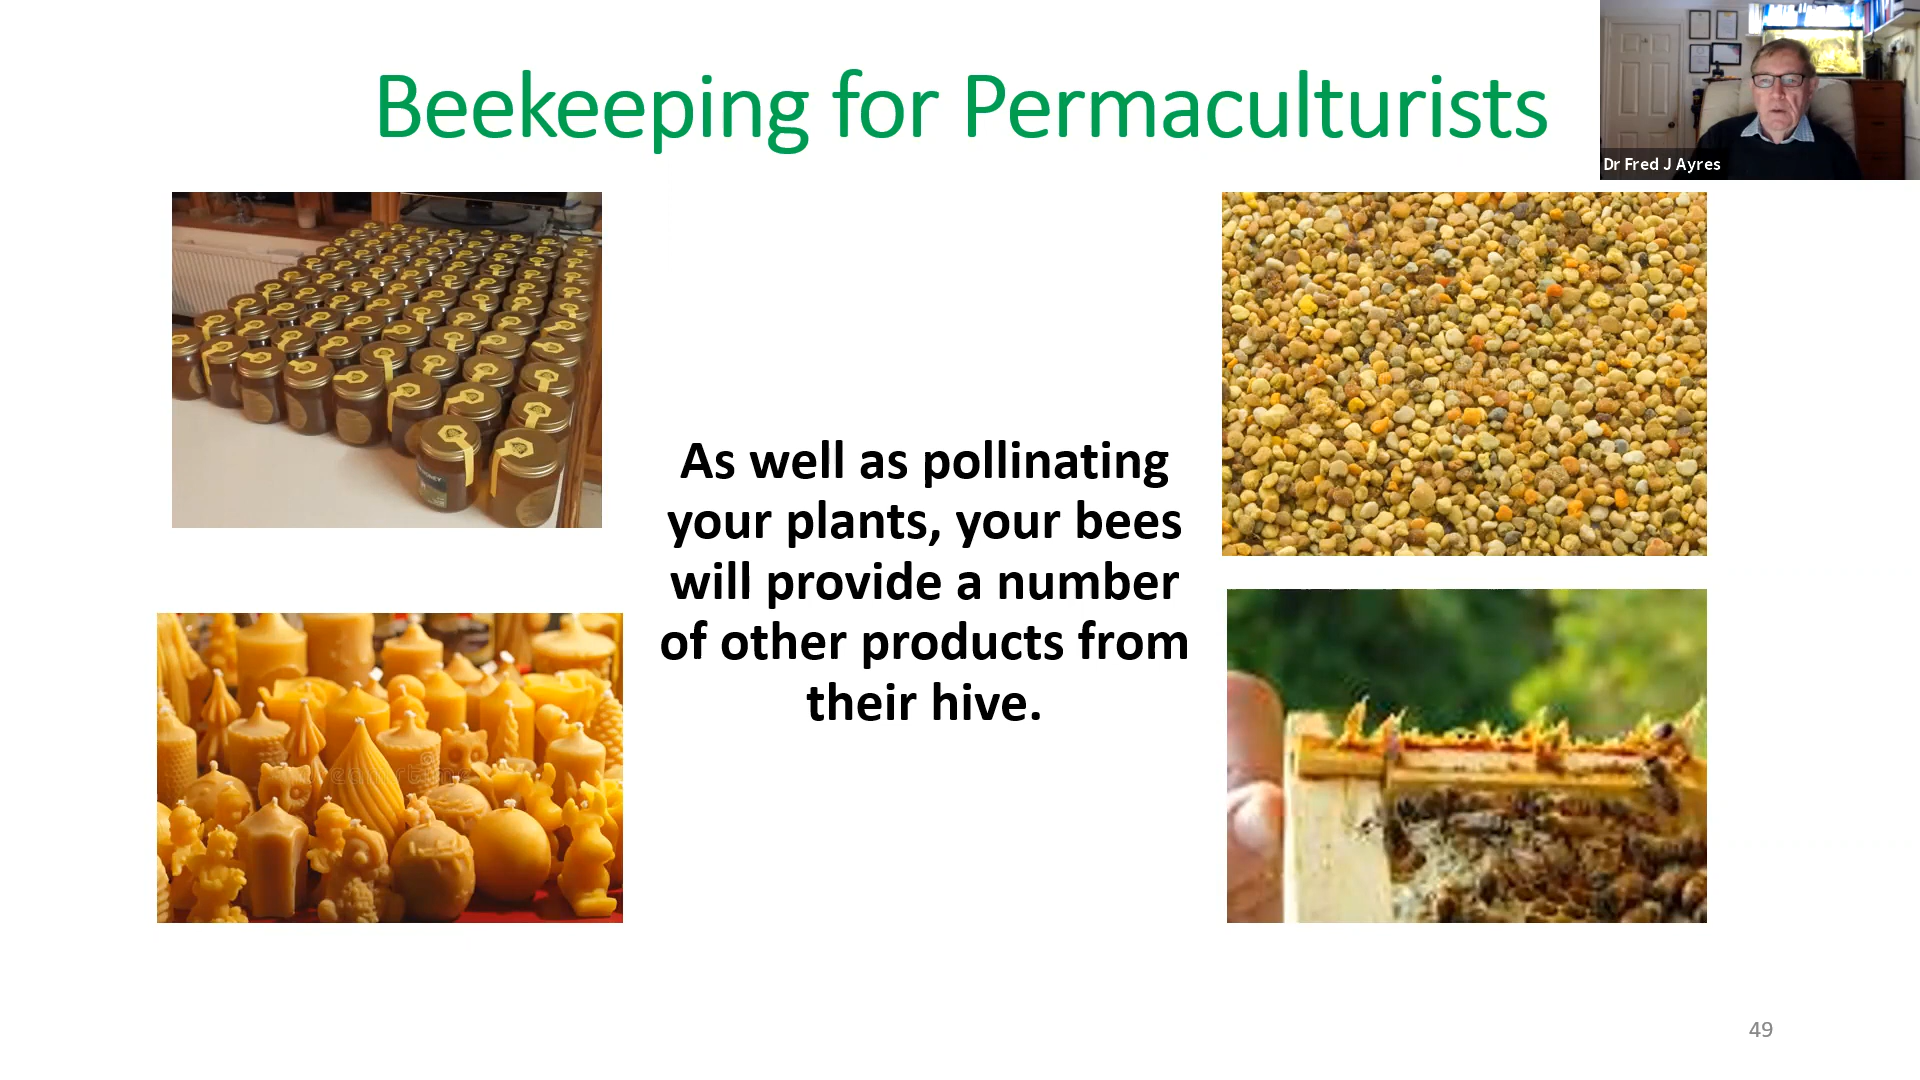 Beekeeping for Permaculturists
Dr Fred J Ayres
As well as pollinating
your plants, your bees
will provide a number
of other products from
their hive.
49